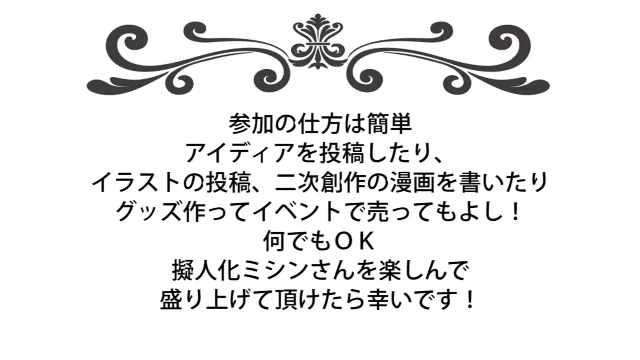 参加の仕方は簡単
アイディアを投稿したり、
イラストの投稿、二次創作の漫画を書いたり
グッズ作ってイベントで売ってもよし！
何でもＯＫ
擬人化ミシンさんを楽しんで
盛り上げて頂けたら幸いです！